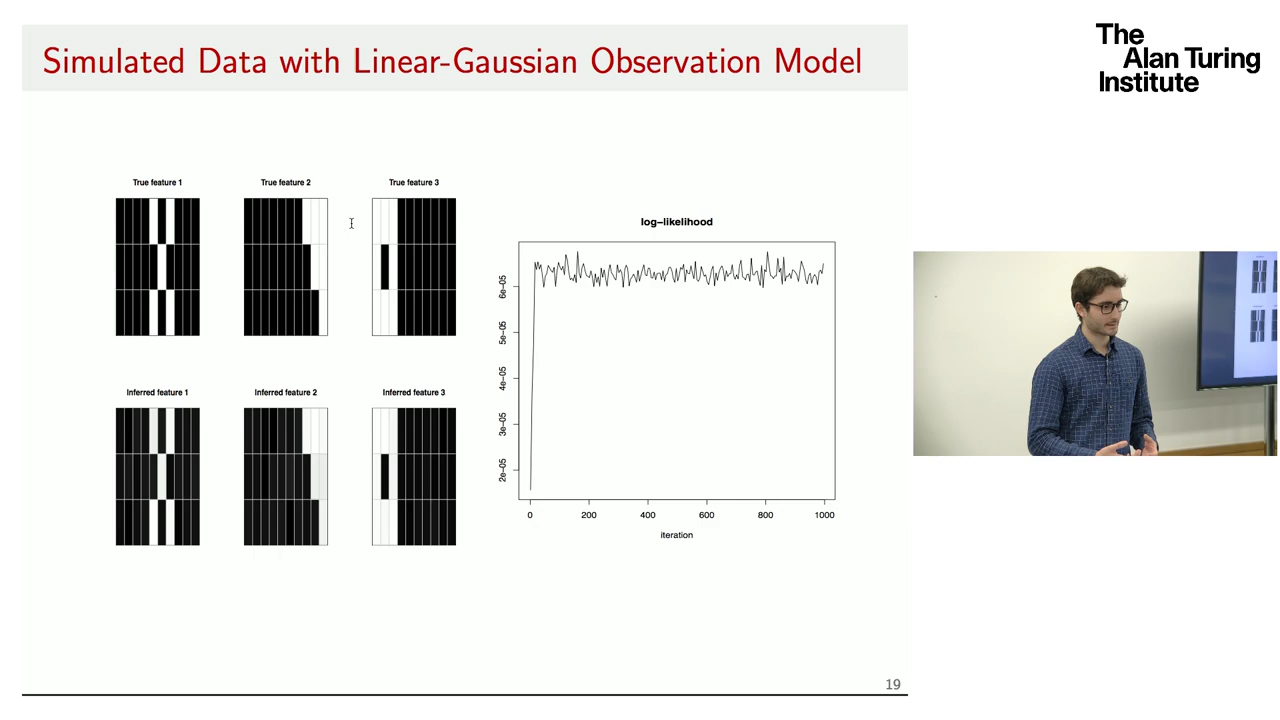 Simulated Data with Linear-Gaussian Observation Model
The
Alan Turing
Institute
True feature 1
True feature 2
True feature 3
Inferred feature 1
Inferred feature 2
Inferred feature 3
log-likelihood
6e-05
5e-05
4e-05
3e-05
2e-05
0
200
400
600
800
1000
iteration
19